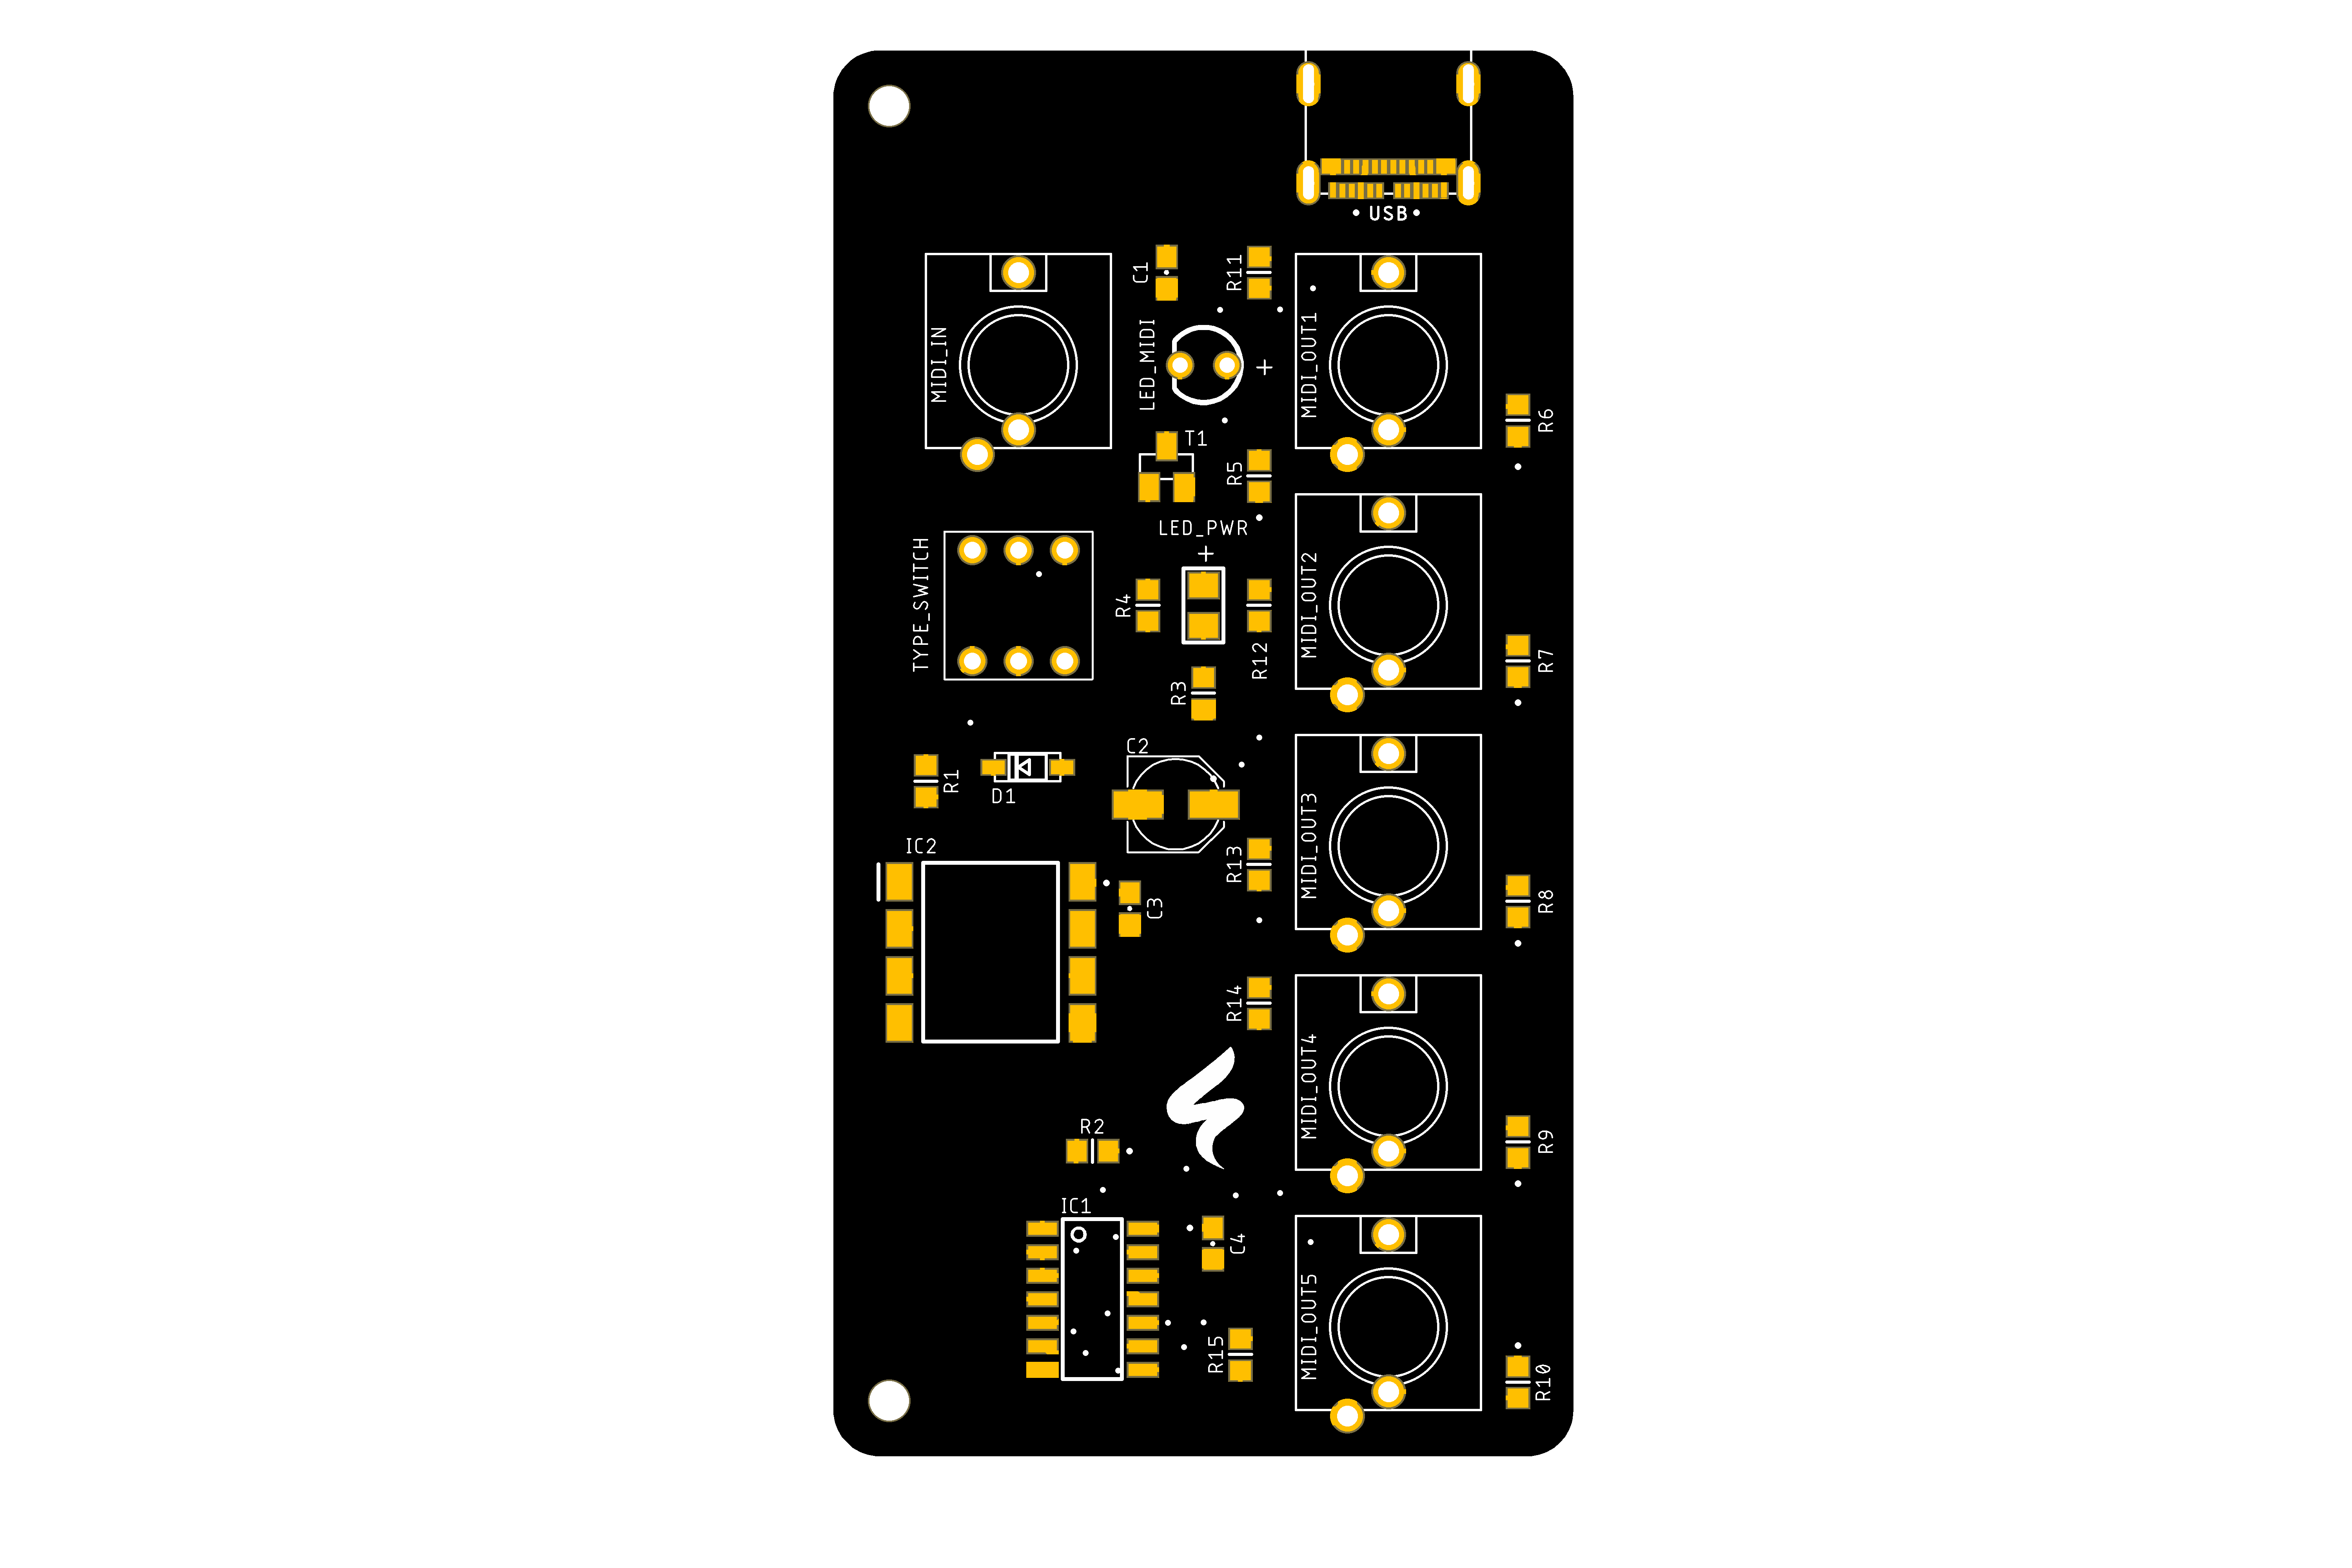 USB
C1
R11
MIDI_IN
LED_MIDI
+
MIDI_OUT1
R6
T1
R5
LED_PWR
+
TYPE_SWITCH
R4
R12
MIDI_OUT2
R7
R3
C2
R1
D1
MIDI_OUT3
R13
R8
IC2
C3
R14
MIDI_OUT4
R2
R9
IC1
C4
MIDI_OUT5
R15
R10